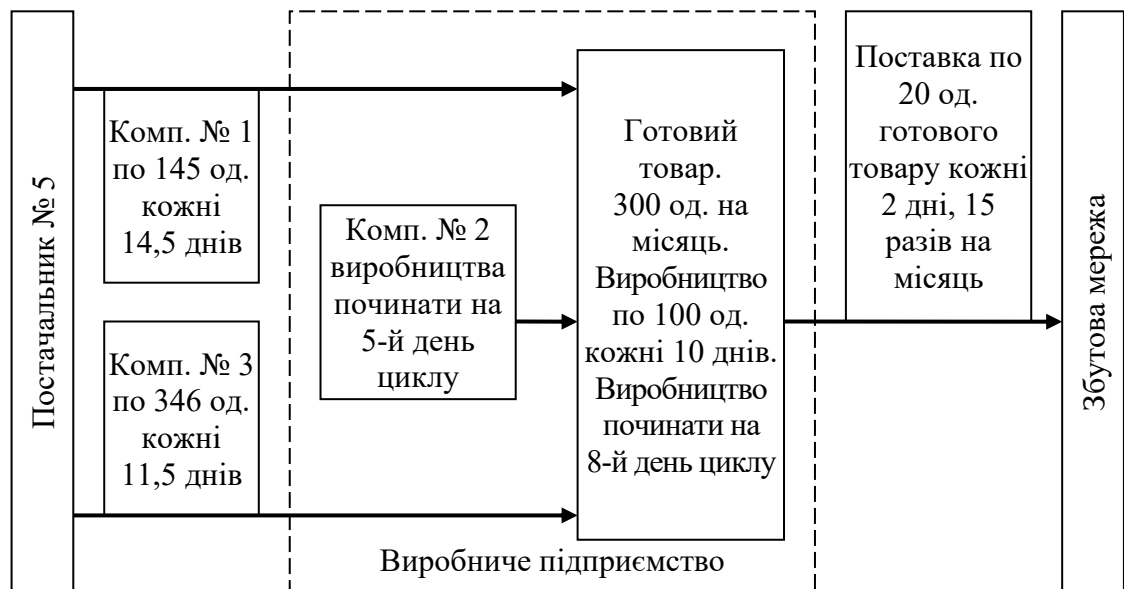 Постачальник № 5
Комп. № 1
по 145 од.
кожні
14,5 днів
Комп. № 3
по 346 од.
кожні
11,5 днів
Комп. № 2
виробництва
починати на
5-й день
циклу
Готовий
товар.
300 од. на
місяць.
Виробництво
по 100 од.
кожні 10 днів.
Виробництво
починати на
8-й день циклу
Виробниче підприємство
Поставка по
20 од.
готового
товару кожні
2 дні, 15
разів на
місяць
Збутова мережа